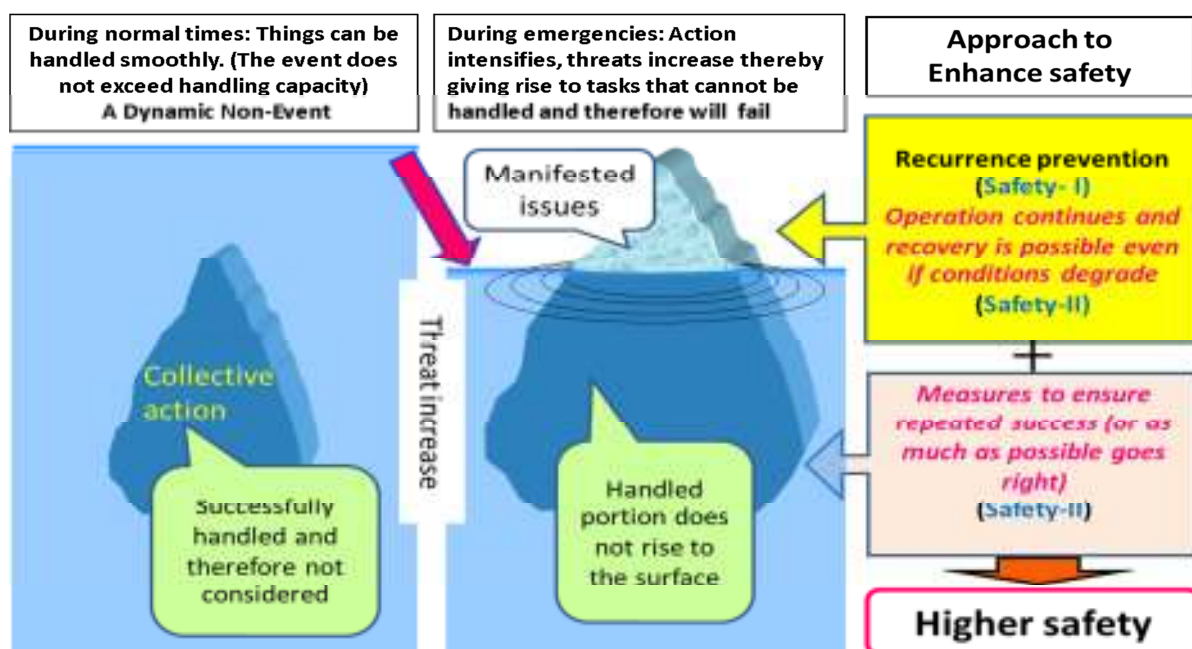 During normal times: Things can be
handled smoothly. (The event does
not exceed handling capacity)
A Dynamic Non-Event
During emergencies: Action
intensifies, threats increase thereby
giving rise to tasks that cannot be
handled and therefore will fail
Approach to
Enhance safety
Manifested
issues
Recurrence prevention
(Safety- I)
Operation continues and
recovery is possible even
if conditions degrade
(Safety-II)
+
Threat increase
Collective
action
Successfully
handled and
therefore not
considered
Handled
portion does
not rise to
the surface
Measures to ensure
repeated success (or as
much as possible goes
right)
(Safety-II)
Higher safety